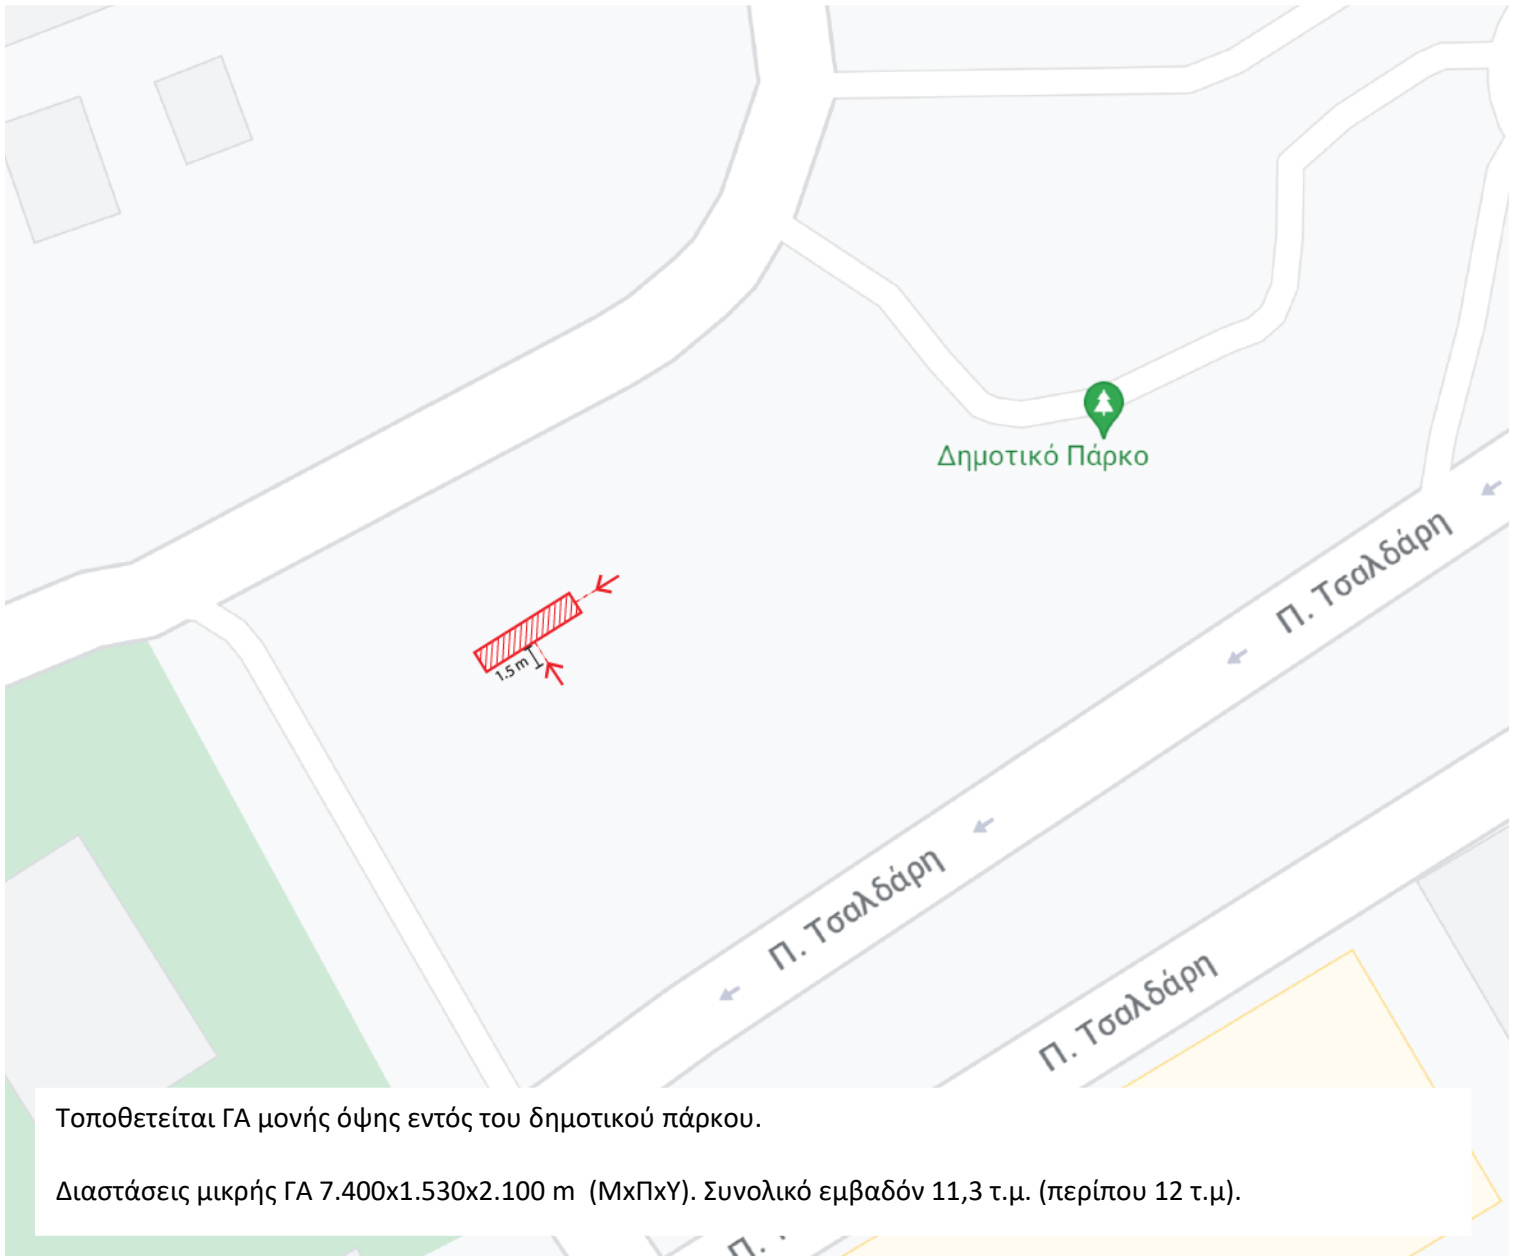 Δημοτικό Πάρκο
Π. Τσαλδάρη
1.5 m
Π. Τσαλδάρη
Π. Τσαλδάρη
Τοποθετείται ΓΑ μονής όψης εντός του δημοτικού πάρκου.
Διαστάσεις μικρής ΓΑ 7.400x1.530x2.100 m (ΜxΠxΥ). Συνολικό εμβαδόν 11,3 τ.μ. (περίπου 12 τ.μ).
Π.